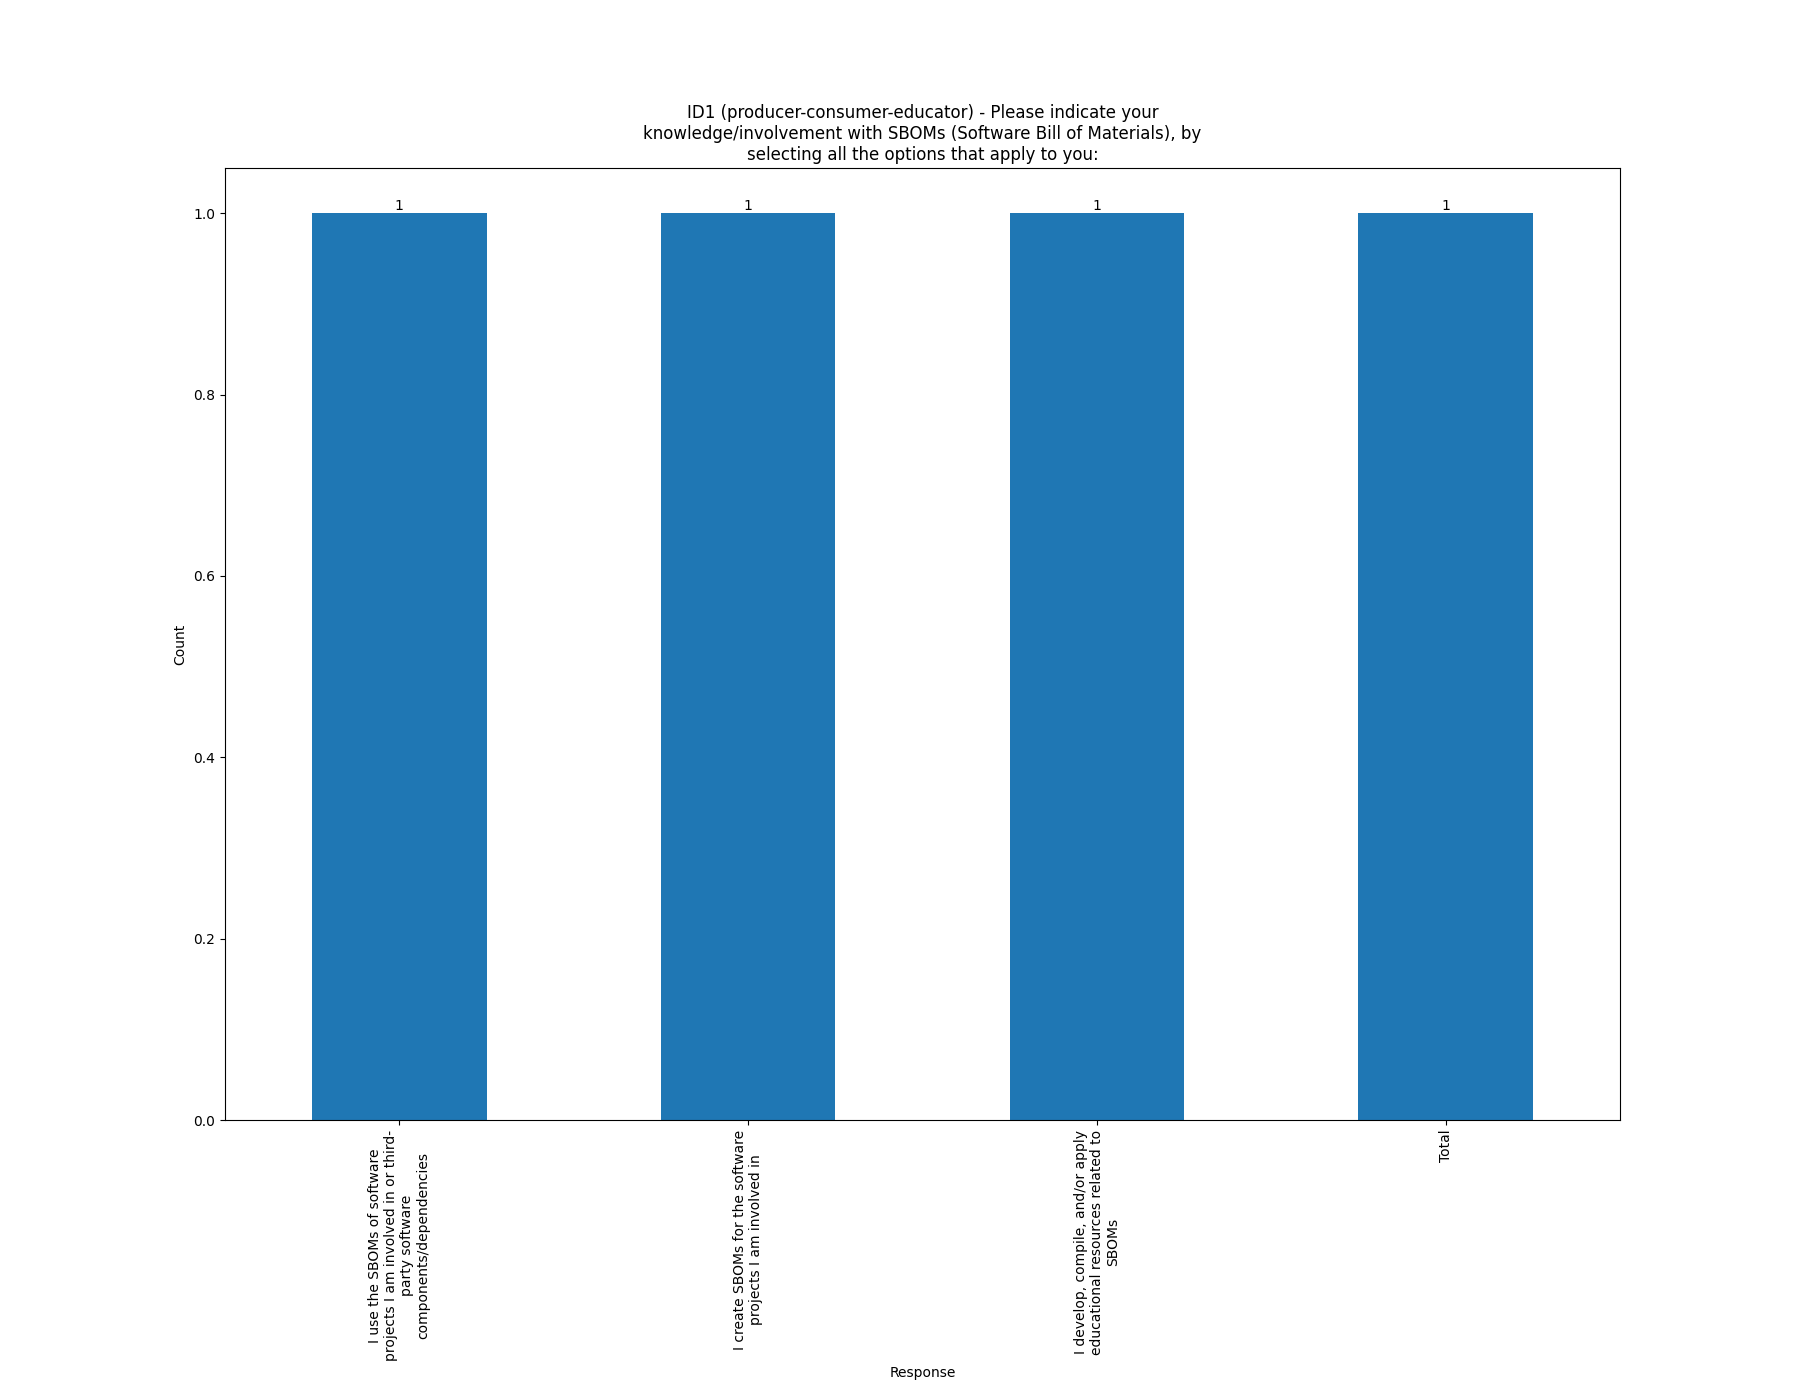 ID1 (producer-consumer-educator) - Please indicate your
knowledge/involvement with SBOMs (Software Bill of Materials), by
selecting all the options that apply to you:
1
1
1
1
1.0
0.8
0.6
0.4
0.2
0.0
Count
I use the SBOMs of software
projects I am involved in or third-
party software
components/dependencies
I create SBOMs for the software
projects I am involved in
I develop, compile, and/or apply
educational resources related to
SBOMs
Total
Response